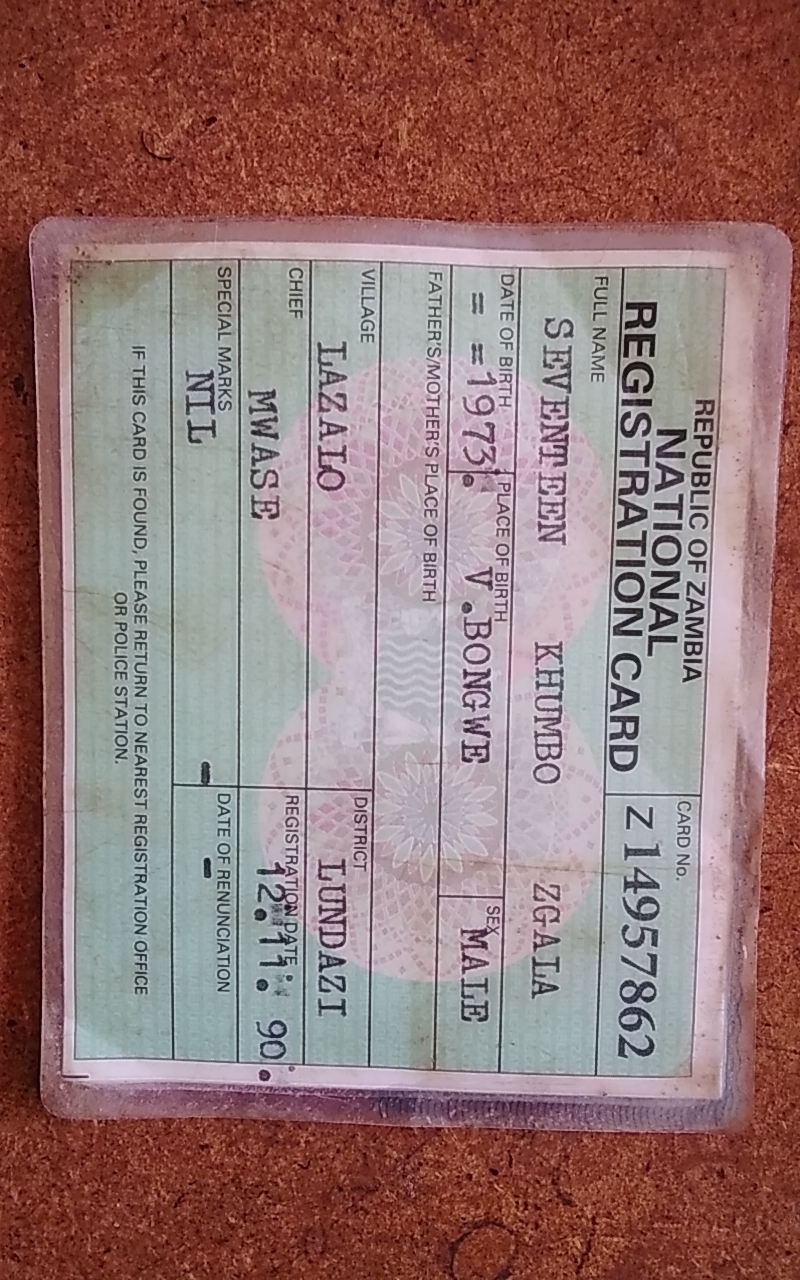 REPUBLIC OF ZAMBIA
NATIONAL
REGISTRATION CARD
CARD No.
Z149957862
FULL NAME
SEVENTEEN KHUMBO ZGALA
DATE OF BIRTH
= =1973.
PLACE OF BIRTH
V.BONGWE
SEX
MALE
FATHER'S/MOTHER'S PLACE OF BIRTH
VILLAGE
LAZALO
DISTRICT
LUNDAZI
CHIEF
MWASE
REGISTRATION DATE
12.11.90.
SPECIAL MARKS
NIL -
DATE OF RENUNCIATION
-
IF THIS CARD IS FOUND, PLEASE RETURN TO NEAREST REGISTRATION OFFICE
OR POLICE STATION.